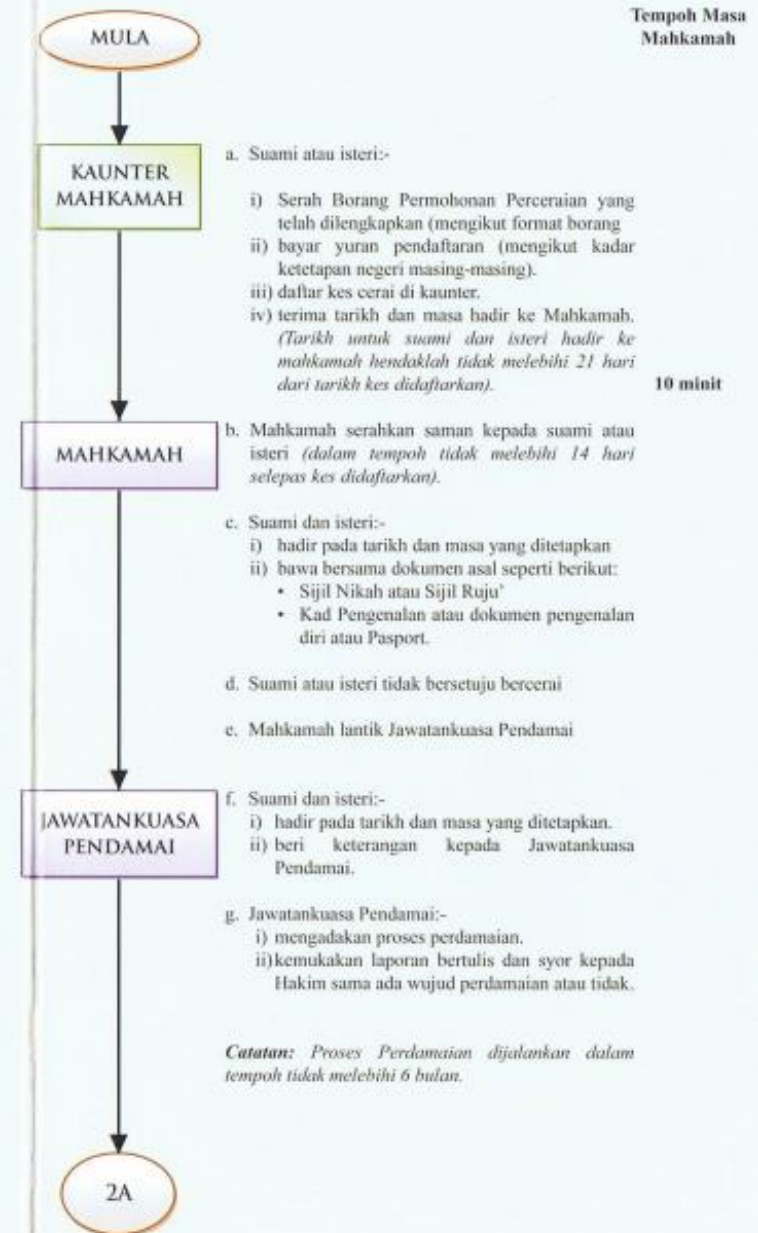 Tempoh Masa
Mahkamah
MULA
KAUNTER
MAHKAMAH
a. Suami atau isteri:-
i) Serah Borang Permohonan Perceraian yang
telah dilengkapkan (mengikut format borang
ii) bayar yuran pendaftaran (mengikut kadar
ketetapan negeri masing-masing).
iii) daftar kes cerai di kaunter.
iv) terima tarikh dan masa hadir ke Mahkamah.
(Tarikh untuk suami dan isteri hadir ke
mahkamah hendaklah tidak melebihi 21 hari
dari tarikh kes didaftarkan).
10 minit
MAHKAMAH
b. Mahkamah serahkan saman kepada suami atau
isteri (dalam tempoh tidak melebihi 14 hari
selepas kes didaftarkan).
c. Suami dan isteri:-
i) hadir pada tarikh dan masa yang ditetapkan
ii) bawa bersama dokumen asal seperti berikut:
• Sijil Nikah atau Sijil Ruju'
• Kad Pengenalan atau dokumen pengenalan
diri atau Pasport.
d. Suami atau isteri tidak bersetuju bercerai
e. Mahkamah lantik Jawatankuasa Pendamai
JAWATANKUASA
PENDAMAI
f. Suami dan isteri:-
i) hadir pada tarikh dan masa yang ditetapkan.
ii) beri keterangan kepada Jawatankuasa
Pendamai.
g. Jawatankuasa Pendamai:-
i) mengadakan proses perdamaian.
ii)kemukakan laporan bertulis dan syor kepada
Hakim sama ada wujud perdamaian atau tidak.
Catatan: Proses Perdamaian dijalankan dalam
tempoh tidak melebihi 6 bulan.
2A